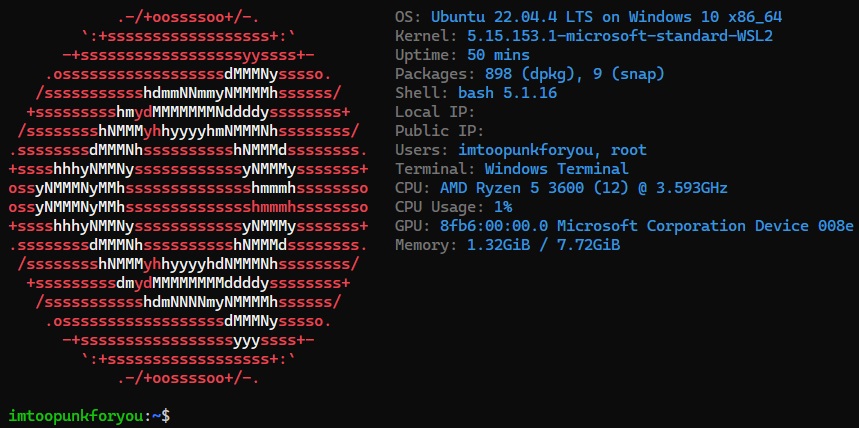 .-/+oossssoo+/-.
OS: Ubuntu 22.04.4 LTS on Windows 10 x86_64
`:+ssssssssssssssssss+:`
Kernel: 5.15.153.1-microsoft-standard-WSL2
-+ssssssssssssssssssyyssss+-
Uptime: 50 mins
.ossssssssssssssssssdMMMNysssso.
Packages: 898 (dpkg), 9 (snap)
/ssssssssssshdmmNNmmyNMMMMhssssss/
Shell: bash 5.1.16
+ssssssssshmydMMMMMMMNddddyssssssss+
Local IP:
/sssssssshNMMMyhhyyyyhmNMMMNhssssssss/
Public IP:
.ssssssssdMMMNhsssssssssshNMMMdssssssss.
Users: imtoopunkforyou, root
+sssshhhyNMMNyssssssssssssyNMMMysssssss+
Terminal: Windows Terminal
ossyNMMMNyMMhsssssssssssssshmmmhssssssso
CPU: AMD Ryzen 5 3600 (12) @ 3.593GHz
ossyNMMMNyMMhsssssssssssssshmmmhssssssso
CPU Usage: 1%
+sssshhhyNMMNyssssssssssssyNMMMysssssss+
GPU: 8fb6:00:00.0 Microsoft Corporation Device 008e
.ssssssssdMMMNhsssssssssshNMMMdssssssss.
Memory: 1.32GiB / 7.72GiB
/sssssssshNMMMyhhyyyyhdNMMMNhssssssss/
+sssssssssdmydMMMMMMMMddddyssssssss+
/ssssssssssshdmNNNNmyNMMMMhssssss/
.ossssssssssssssssssdMMMNysssso.
-+sssssssssssssssssyyyssss+-
`:+ssssssssssssssssss+:`
.-/+oossssoo+/-.
imtoopunkforyou:~$